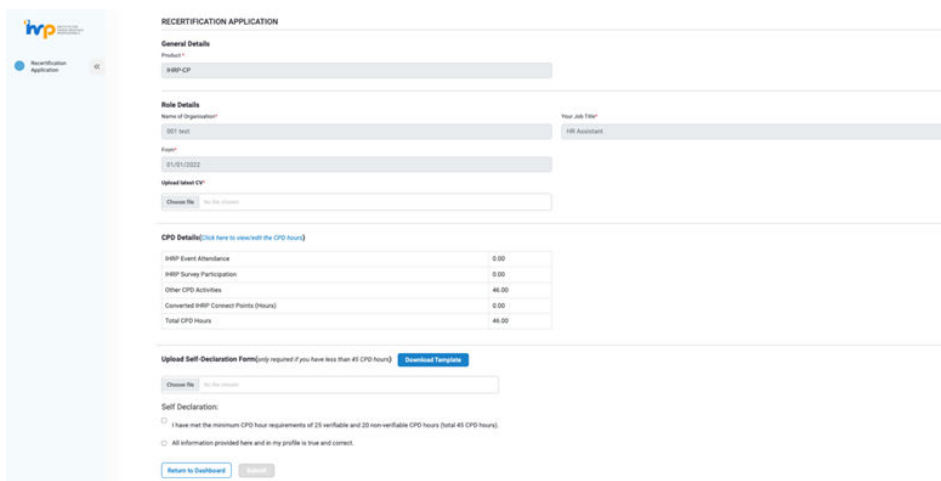 ihrp
RECERTIFICATION APPLICATION
General Details
Product *
IHRP-CP
Recertification
Application
«
Role Details
Name of Organisation*
Your Job Title*
001 test
HR Assistant
From*
01/01/2022
Upload latest CV*
Choose file No file chosen
CPD Details(Click here to view/edit the CPD hours)
IHRP Event Attendance 0.00
IHRP Survey Participation 0.00
Other CPD Activities 46.00
Converted IHRP Connect Points (Hours) 0.00
Total CPD Hours 46.00
Upload Self-Declaration Form(only required if you have less than 45 CPD hours) Download Template
Choose file No file chosen
Self Declaration:
I have met the minimum CPD hour requirements of 25 verifiable and 20 non-verifiable CPD hours (total 45 CPD hours).
All information provided here and in my profile is true and correct.
Return to Dashboard Submit